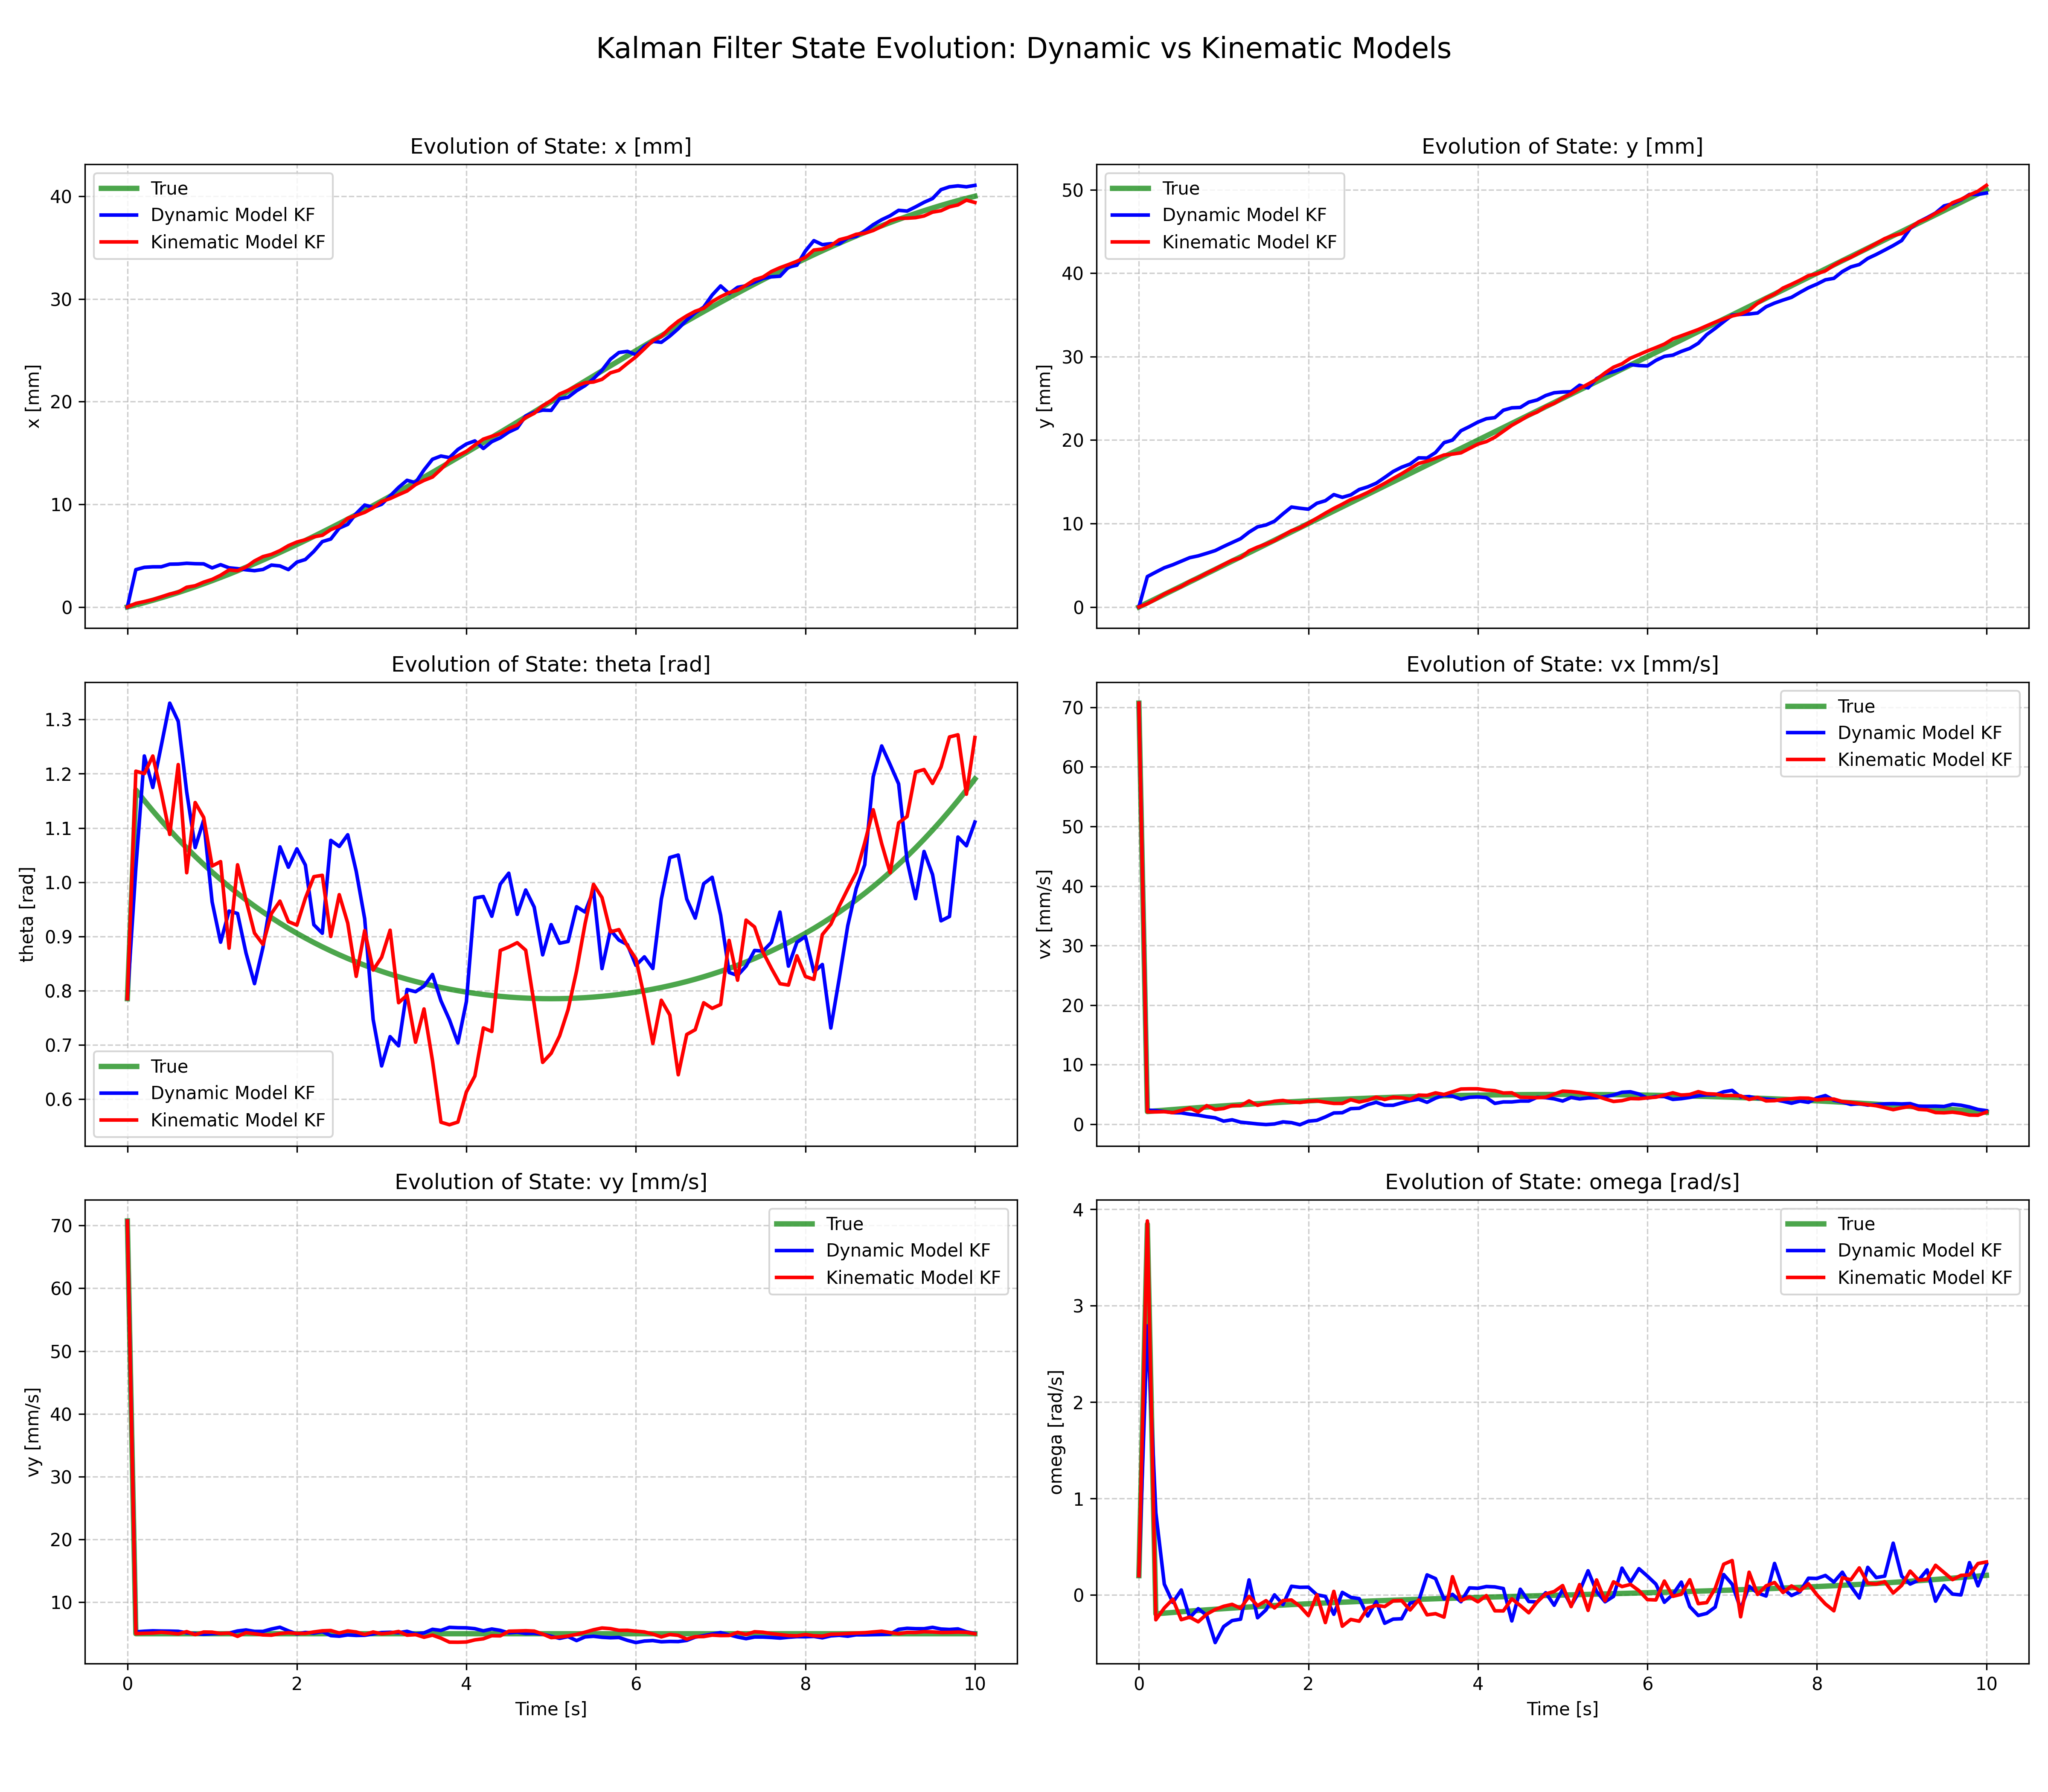 Kalman Filter State Evolution: Dynamic vs Kinematic Models
Evolution of State: x [mm]
x [mm]
40
30
20
10
0
True
Dynamic Model KF
Kinematic Model KF
Evolution of State: y [mm]
y [mm]
50
40
30
20
10
0
True
Dynamic Model KF
Kinematic Model KF
Evolution of State: theta [rad]
theta [rad]
1.3
1.2
1.1
1.0
0.9
0.8
0.7
0.6
True
Dynamic Model KF
Kinematic Model KF
Evolution of State: vx [mm/s]
vx [mm/s]
70
60
50
40
30
20
10
0
True
Dynamic Model KF
Kinematic Model KF
Evolution of State: vy [mm/s]
vy [mm/s]
70
60
50
40
30
20
10
True
Dynamic Model KF
Kinematic Model KF
0 2 4 6 8 10
Time [s]
Evolution of State: omega [rad/s]
omega [rad/s]
4
3
2
1
0
True
Dynamic Model KF
Kinematic Model KF
0 2 4 6 8 10
Time [s]